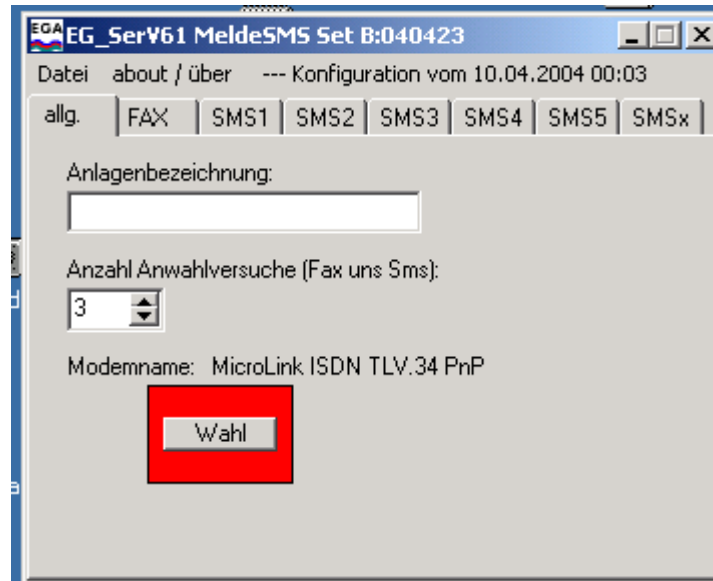 EGA EG_SerV61 MeldeSMS Set B:040423
Datei about / über --- Konfiguration vom 10.04.2004 00:03
allg. FAX SMS1 SMS2 SMS3 SMS4 SMS5 SMSx
Anlagenbezeichnung:
Anzahl Anwahlversuche (Fax uns Sms):
3
Modemname: MicroLink ISDN TLV.34 PnP
Wahl